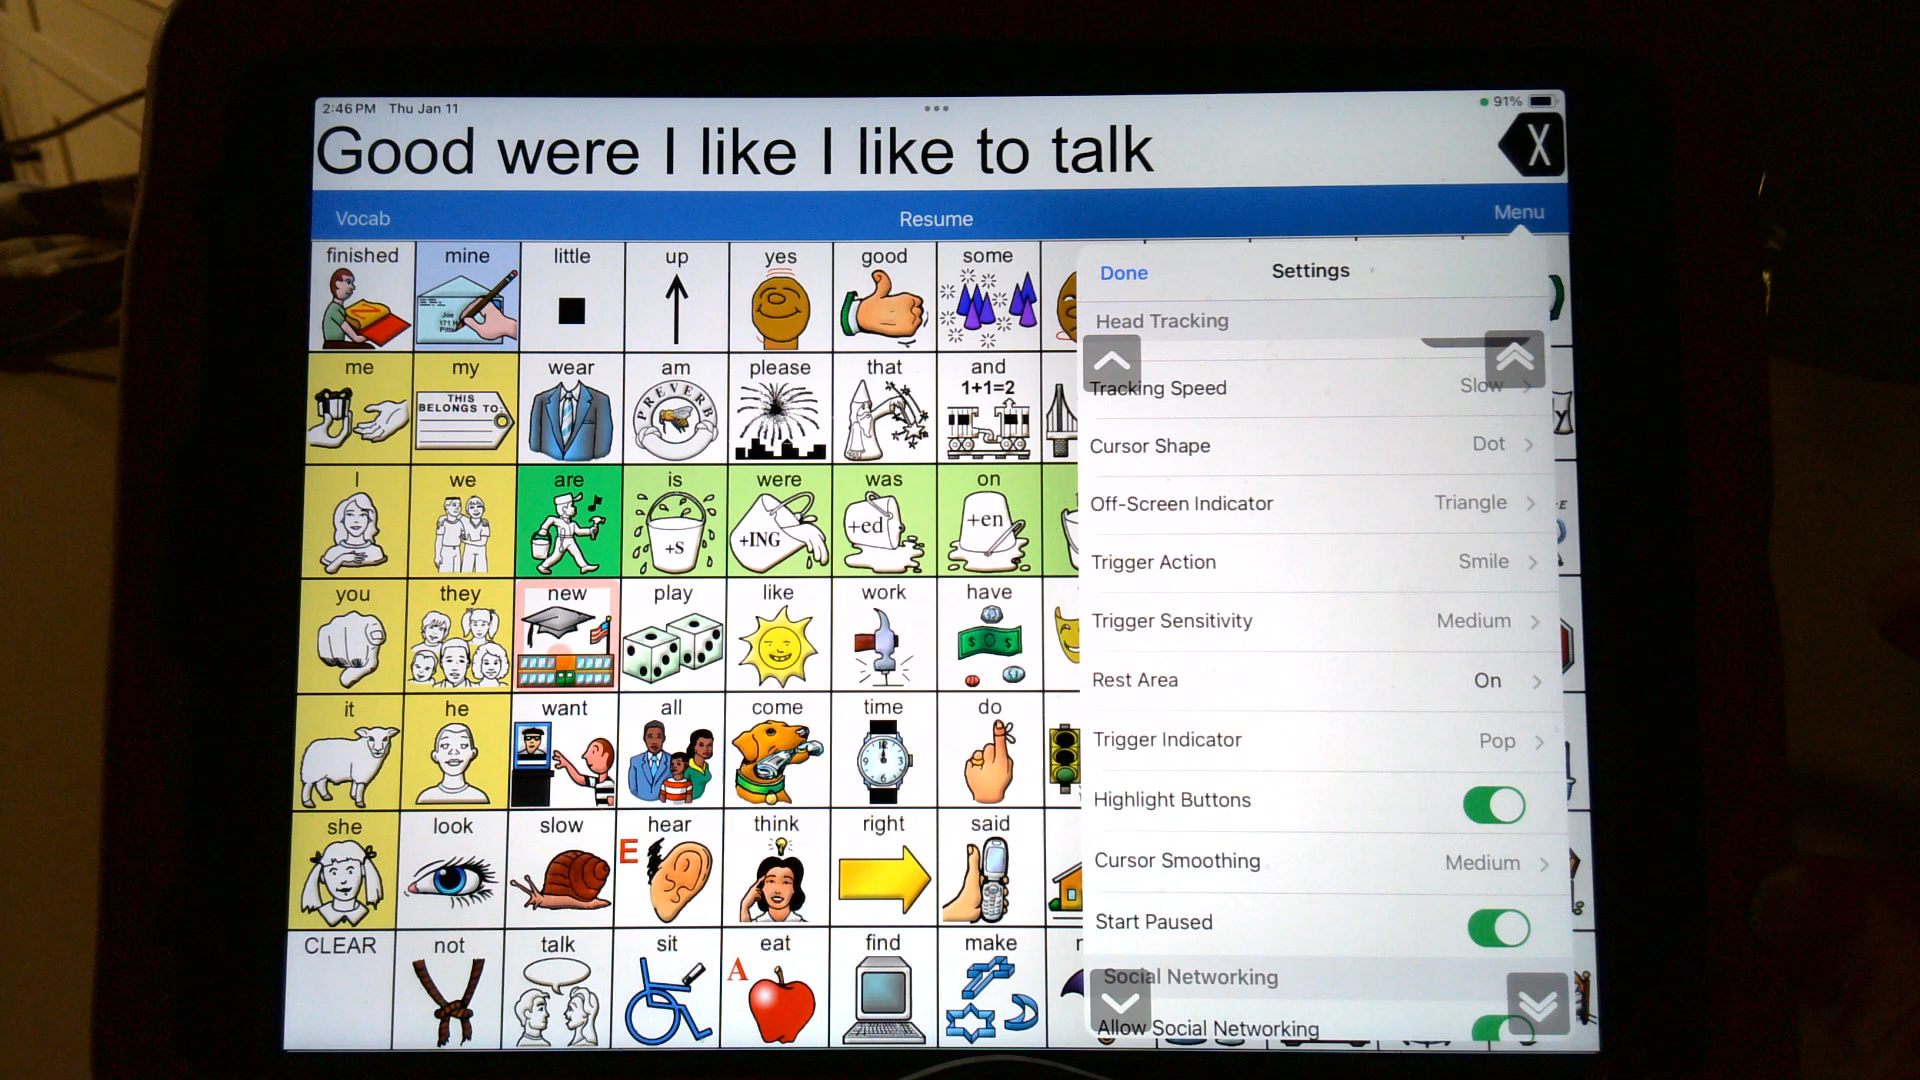 2:46 PM Thu Jan 11
91%
Good were I like I like to talk
X
Vocab Resume Menu
finished mine little up yes good some
Joe
171 H
Pitts
me my wear am please that and
THIS
BELONGS TO:
PREVERB
1+1=2
I we are is were was on
+S +ING +ed +en
you they new play like work have
it he want all come time do
she look slow hear think right said
E
CLEAR not talk sit eat find make
A
Done Settings
Head Tracking
Tracking Speed Slow
Cursor Shape Dot
Off-Screen Indicator Triangle
Trigger Action Smile
Trigger Sensitivity Medium
Rest Area On
Trigger Indicator Pop
Highlight Buttons
Cursor Smoothing Medium
Start Paused
Social Networking
Allow Social Networking